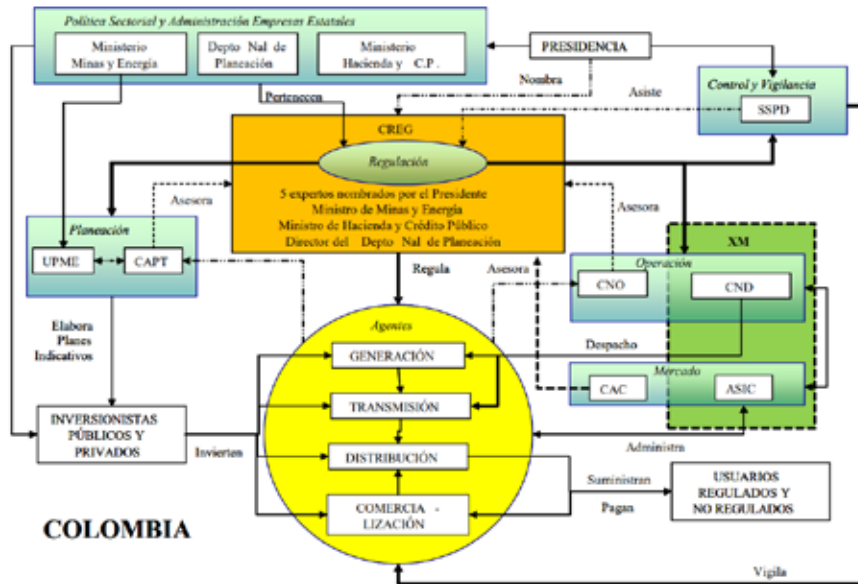 Política Sectorial y Administración Empresas Estatales
Ministerio
Minas y Energía
Depto Nal de
Planeación
Ministerio
Hacienda y C.P.
PRESIDENCIA
Nombra
Control y Vigilancia
SSPD
Asiste
Pertenecen
CREG
Regulación
5 expertos nombrados por el Presidente
Ministro de Minas y Energía
Ministro de Hacienda y Crédito Público
Director del Depto Nal de Planeación
Asesora
Asesora
Planeación
UPME
CAPT
XM
Operación
CNO
CND
Regula
Asesora
Elabora
Planes
Indicativos
Agentes
GENERACIÓN
Despacho
Mercado
CAC
ASIC
TRANSMISIÓN
INVERSIONISTAS
PÚBLICOS Y
PRIVADOS
Invierten
Administra
DISTRIBUCIÓN
Suministran
Pagan
USUARIOS
REGULADOS Y
NO REGULADOS
COMERCIA -
LIZACIÓN
COLOMBIA
Vigila